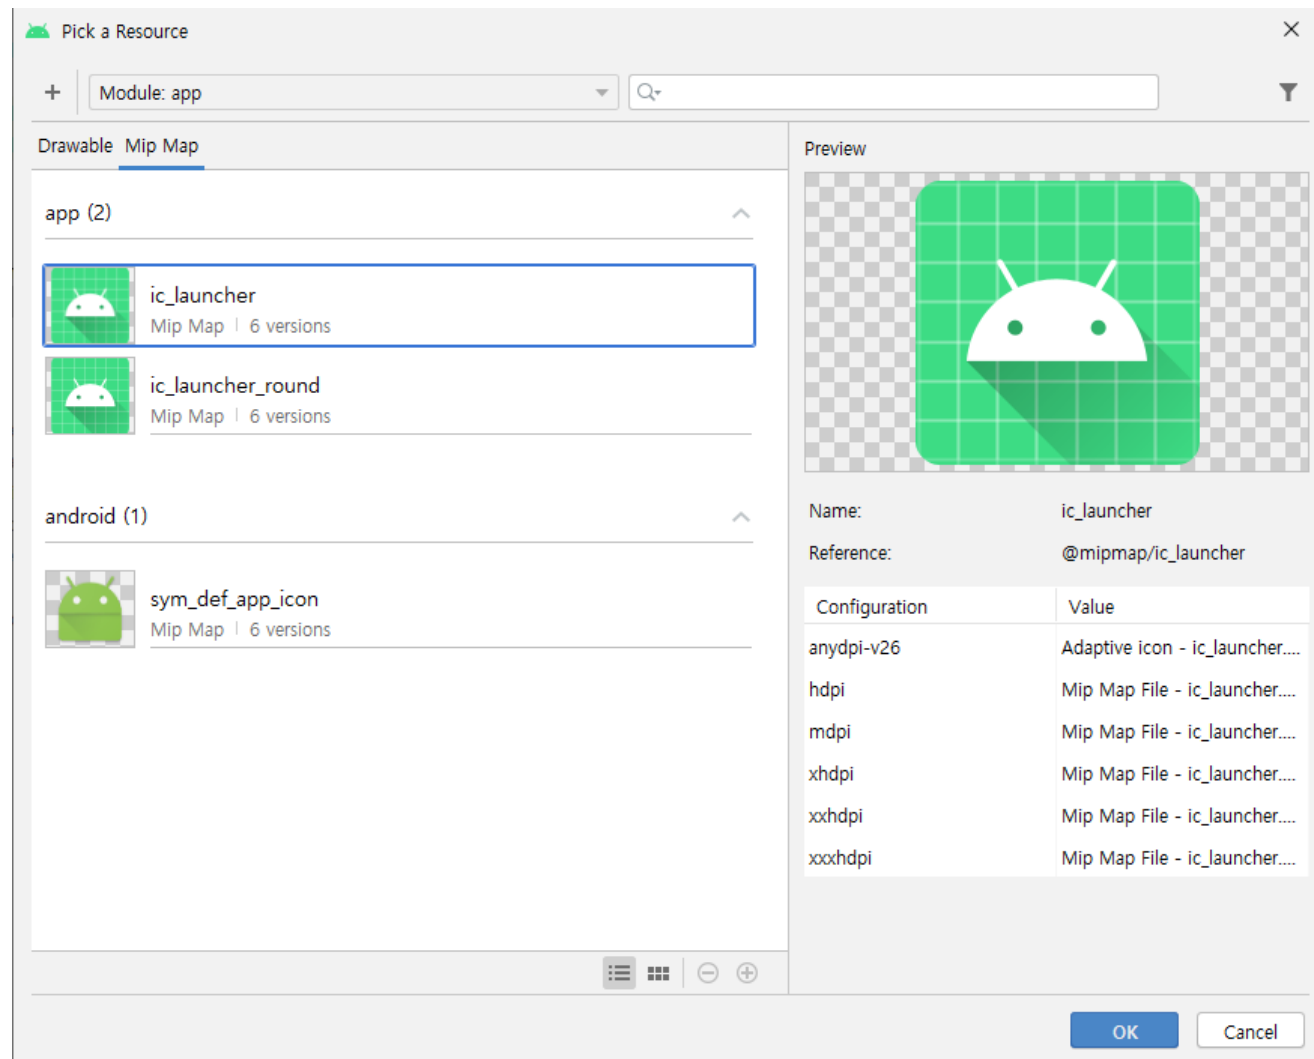 Pick a Resource
Module: app
Drawable Mip Map
app (2)
ic_launcher
Mip Map | 6 versions
ic_launcher_round
Mip Map | 6 versions
android (1)
sym_def_app_icon
Mip Map | 6 versions
Preview
Name: ic_launcher
Reference: @mipmap/ic_launcher
Configuration Value
anydpi-v26 Adaptive icon - ic_launcher....
hdpi Mip Map File - ic_launcher....
mdpi Mip Map File - ic_launcher....
xhdpi Mip Map File - ic_launcher....
xxhdpi Mip Map File - ic_launcher....
xxxhdpi Mip Map File - ic_launcher....
OK Cancel